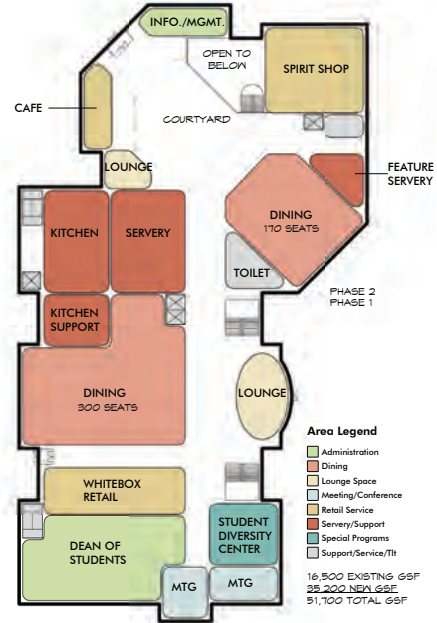 INFO./MGMT.
OPEN TO
BELOW
SPIRIT SHOP
CAFE
COURTYARD
LOUNGE
FEATURE
SERVERY
DINING
170 SEATS
KITCHEN
SERVERY
TOILET
PHASE 2
PHASE 1
KITCHEN
SUPPORT
DINING
300 SEATS
LOUNGE
Area Legend
Administration
Dining
Lounge Space
Meeting/Conference
Retail Service
Servery/Support
Special Programs
Support/Service/Tlt
WHITEBOX
RETAIL
DEAN OF
STUDENTS
STUDENT
DIVERSITY
CENTER
MTG
MTG
16,500 EXISTING GSF
35,200 NEW GSF
51,700 TOTAL GSF